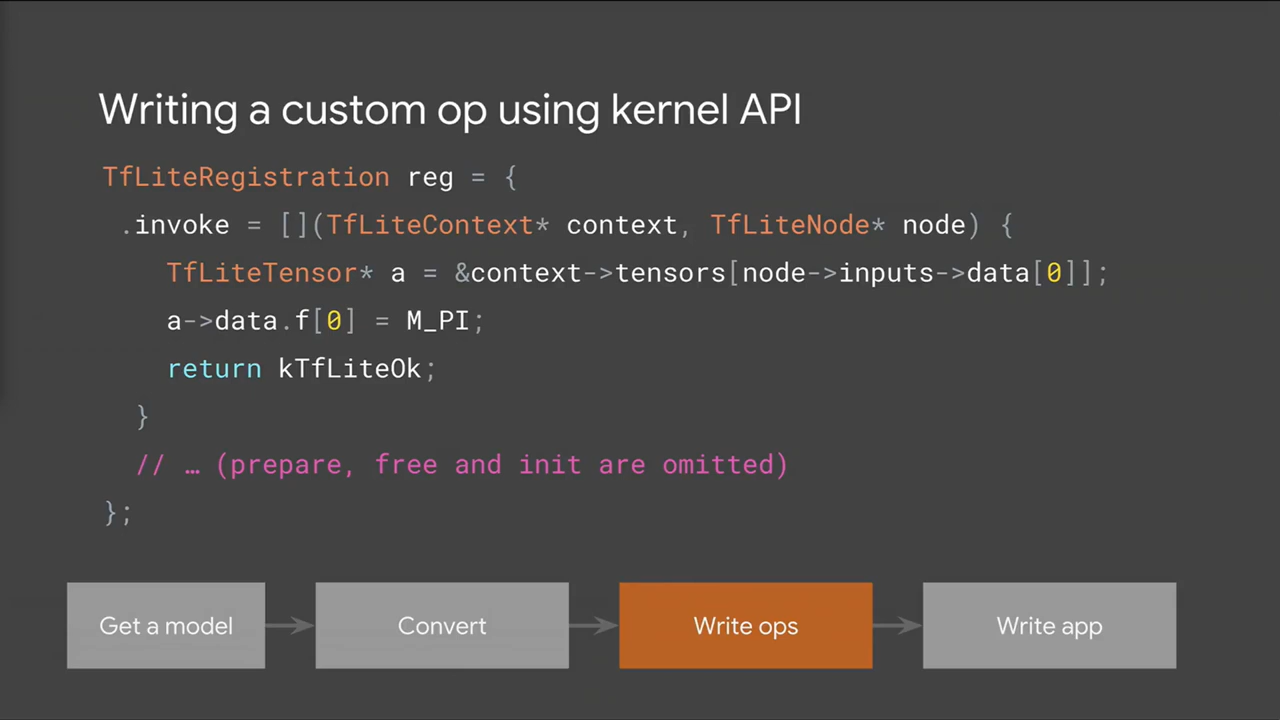 Writing a custom op using kernel API
TfLiteRegistration reg = {
.invoke = [](TfLiteContext* context, TfLiteNode* node) {
TfLiteTensor* a = &context->tensors[node->inputs->data[0]];
a->data.f[0] = M_PI;
return kTfLiteOk;
}
// … (prepare, free and init are omitted)
};
Get a model
Convert
Write ops
Write app